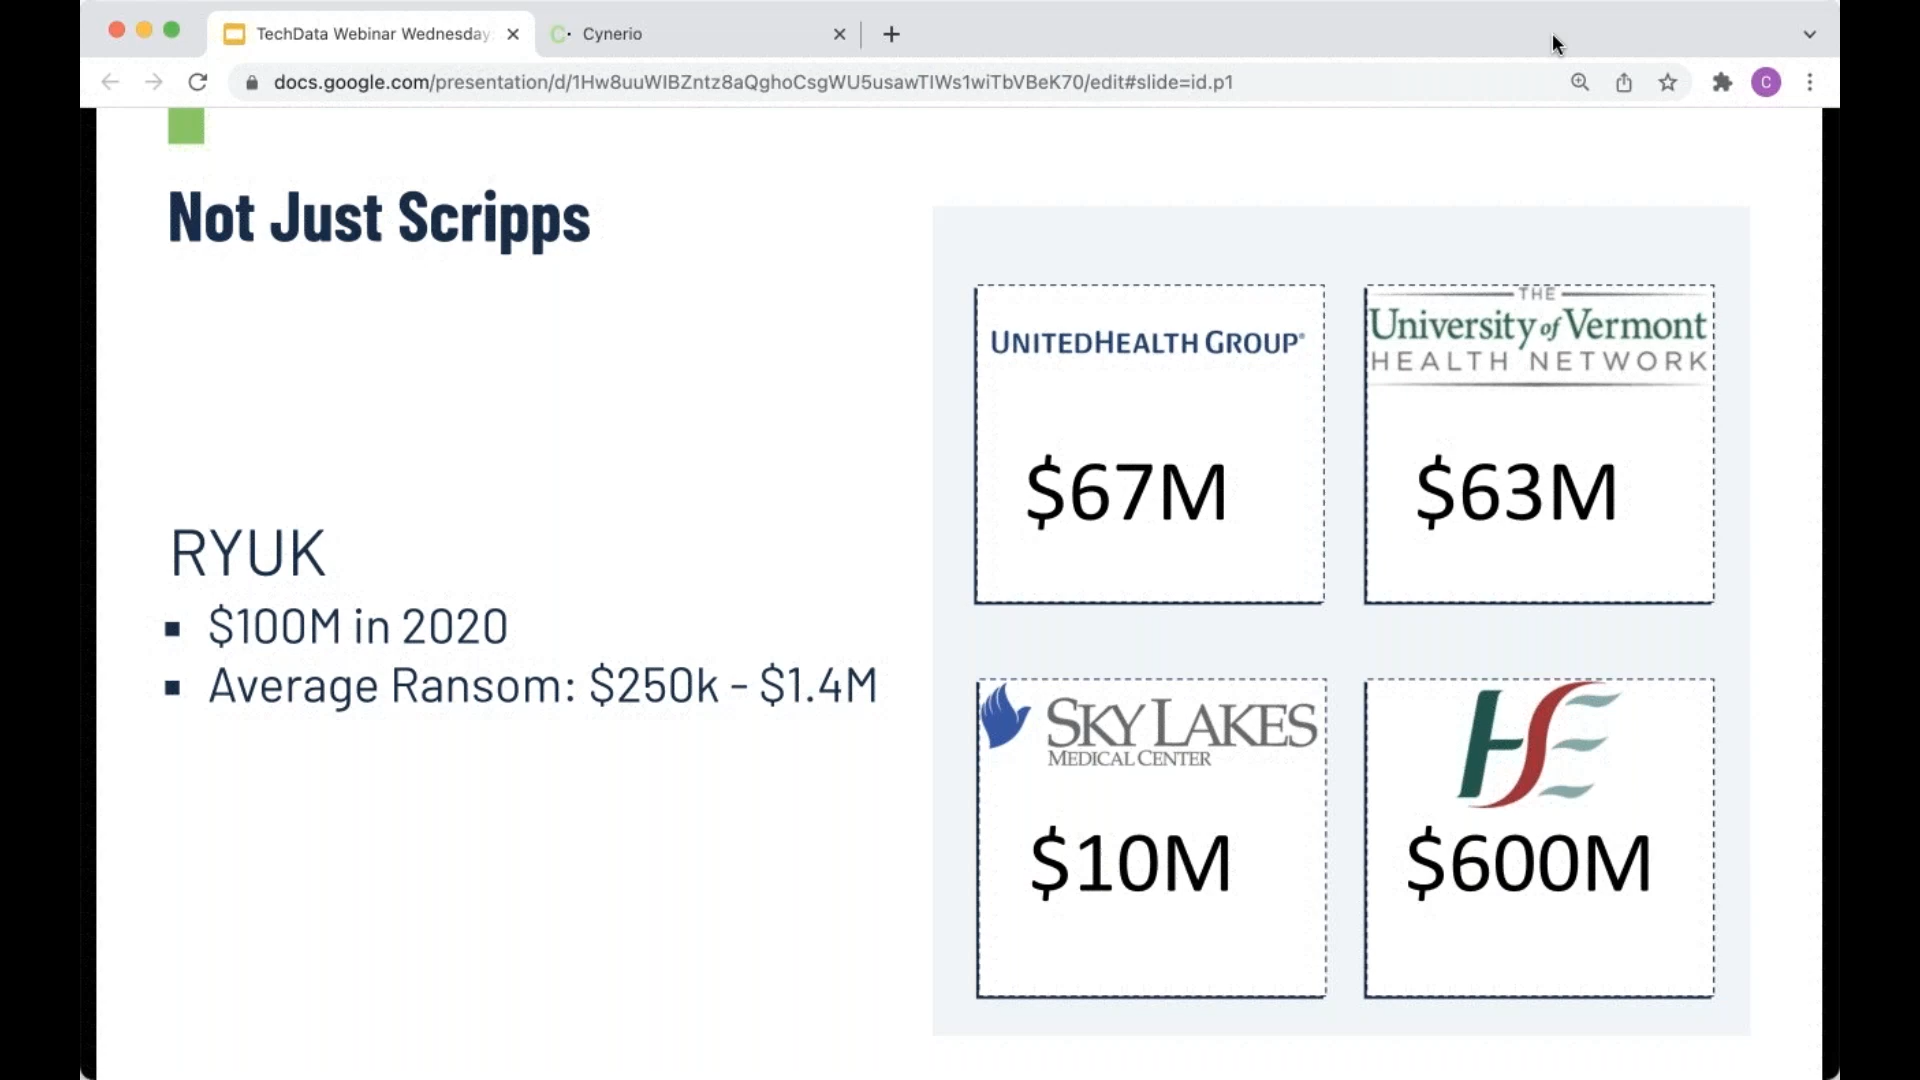 TechData Webinar Wednesday
Cynerio
docs.google.com/presentation/d/1Hw8uuWIBZntz8aQghoCsgWU5usawTIWs1wiTbVBeK70/edit#slide=id.p1
C
Not Just Scripps
RYUK
▪ $100M in 2020
▪ Average Ransom: $250k - $1.4M
UNITEDHEALTH GROUP®
$67M
THE
University of Vermont
HEALTH NETWORK
$63M
SKY LAKES
MEDICAL CENTER
$10M
HSE
$600M